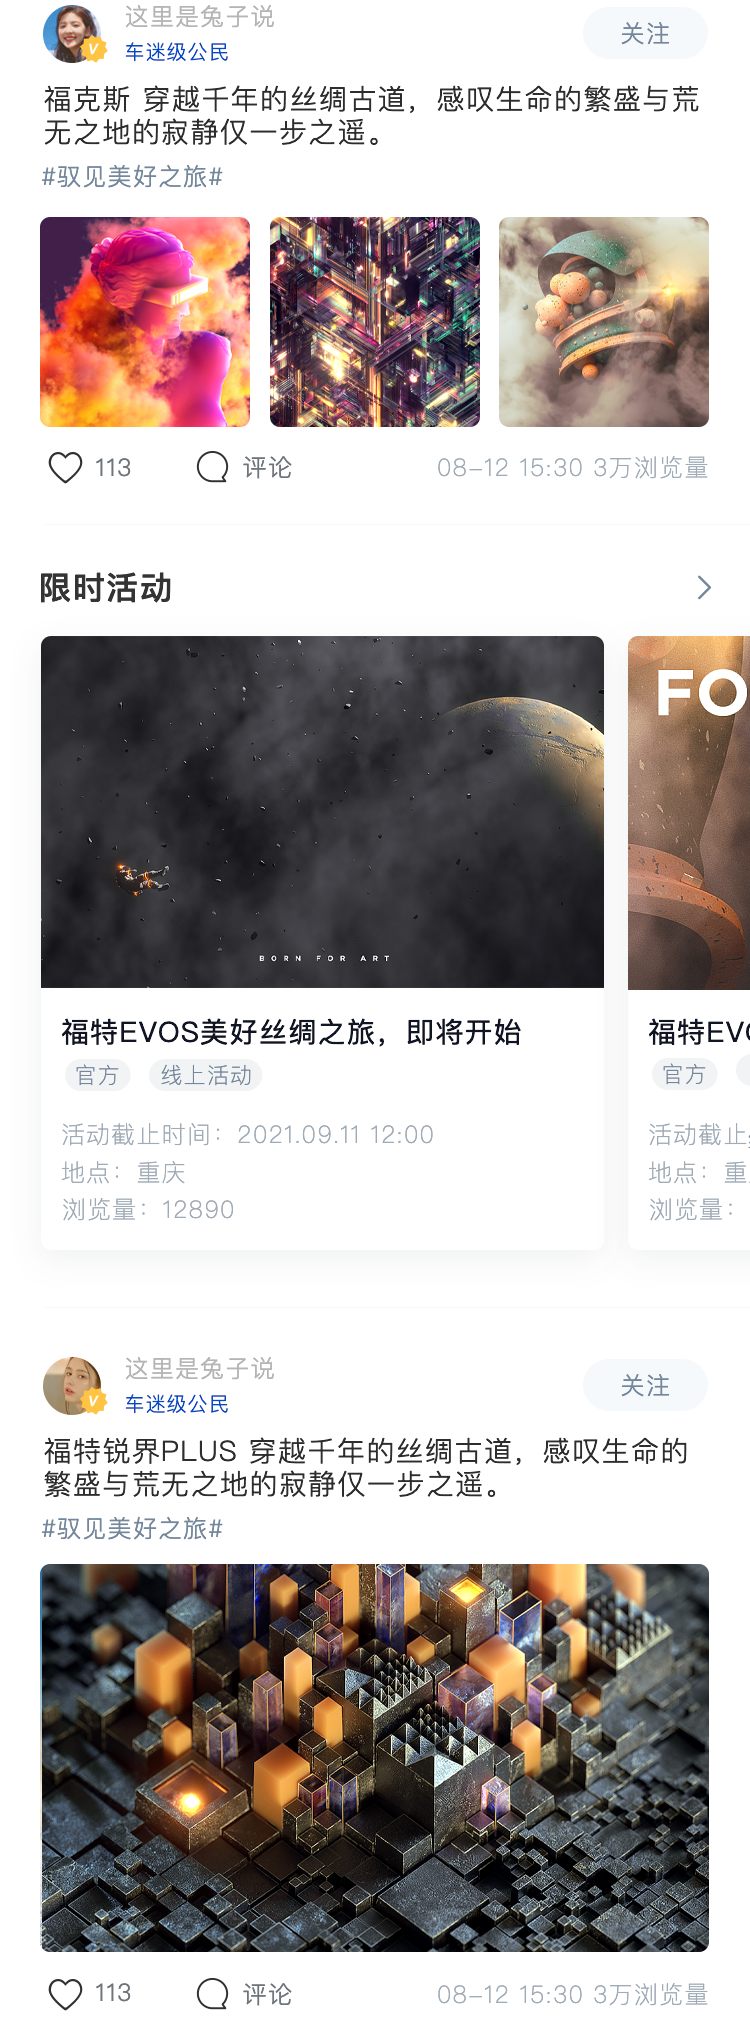 这里是兔子说
车迷级公民
关注
福克斯 穿越千年的丝绸古道，感叹生命的繁盛与荒
无之地的寂静仅一步之遥。
#驭见美好之旅#
113
评论
08-12 15:30 3万浏览量
限时活动
BORN FOR ART
FO
福特EVOS美好丝绸之旅，即将开始
官方
线上活动
活动截止时间：2021.09.11 12:00
地点：重庆
浏览量：12890
福特EV
官方
活动截止
地点：重
浏览量：
这里是兔子说
车迷级公民
关注
福特锐界PLUS 穿越千年的丝绸古道，感叹生命的
繁盛与荒无之地的寂静仅一步之遥。
#驭见美好之旅#
113
评论
08-12 15:30 3万浏览量